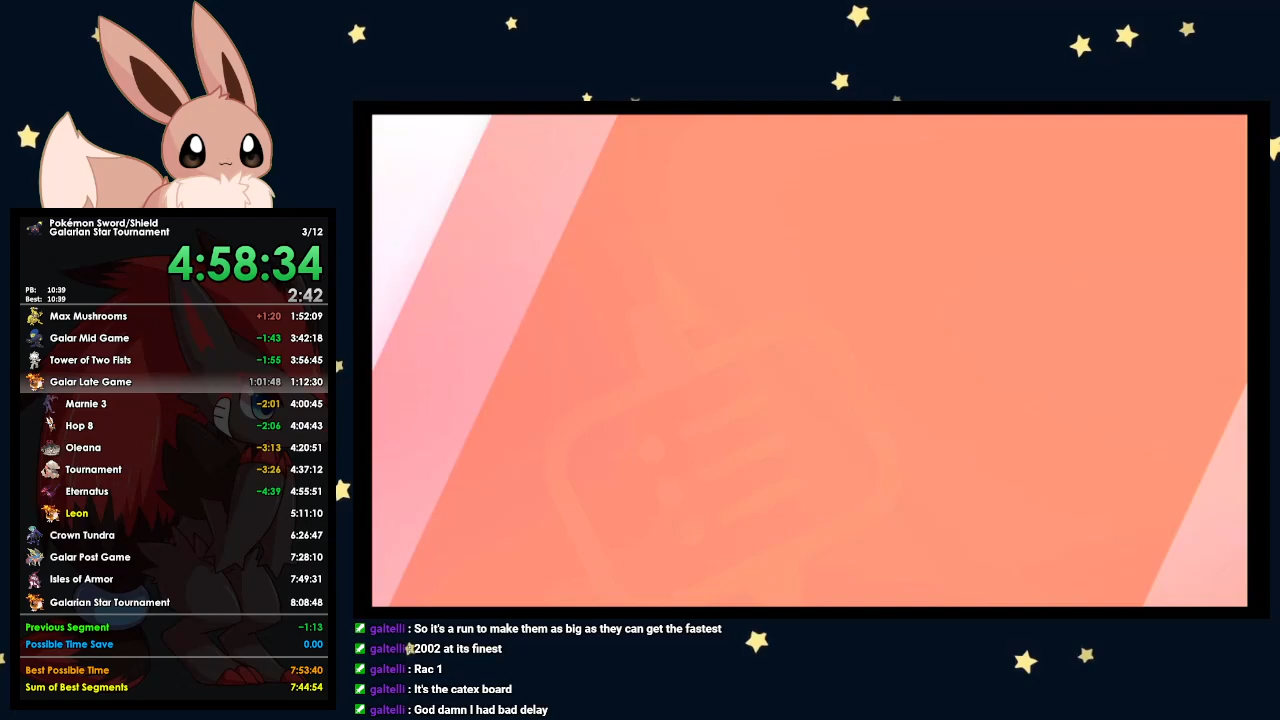 Pokémon Sword/Shield
Galarian Star Tournament 3/12
4:58:34
PB: 10:39
Best: 10:39
2:42
Max Mushrooms +1:20 1:52:09
Galar Mid Game −1:43 3:42:18
Tower of Two Fists −1:55 3:56:45
Galar Late Game 1:01:48 1:12:30
Marnie 3 −2:01 4:00:45
Hop 8 −2:06 4:04:43
Oleana −3:13 4:20:51
Tournament −3:26 4:37:12
Eternatus −4:39 4:55:51
Leon 5:11:10
Crown Tundra 6:26:47
Galar Post Game 7:28:10
Isles of Armor 7:49:31
Galarian Star Tournament 8:08:48
Previous Segment −1:13
Possible Time Save 0.00
Best Possible Time 7:53:40
Sum of Best Segments 7:44:54
galtelli : So it's a run to make them as big as they can get the fastest
galtelli : 2002 at its finest
galtelli : Rac 1
galtelli : It's the catex board
galtelli : God damn I had bad delay